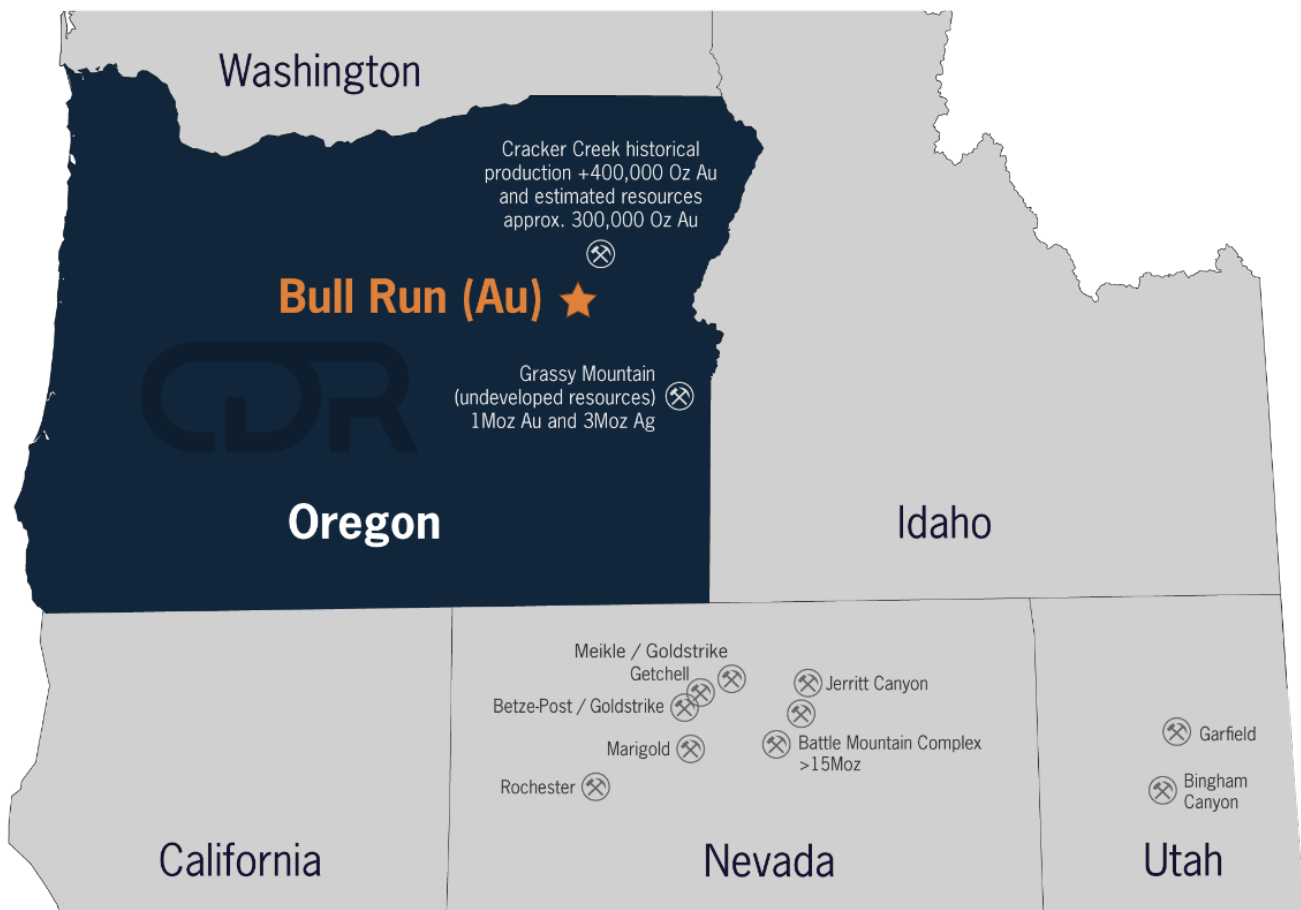 Washington
Cracker Creek historical
production +400,000 Oz Au
and estimated resources
approx. 300,000 Oz Au
Bull Run (Au)
Grassy Mountain
(undeveloped resources)
1Moz Au and 3Moz Ag
CDR
Oregon
Idaho
Meikle / Goldstrike
Getchell
Jerritt Canyon
Betze-Post / Goldstrike
Marigold
Battle Mountain Complex
>15Moz
Garfield
Rochester
Bingham
Canyon
California
Nevada
Utah